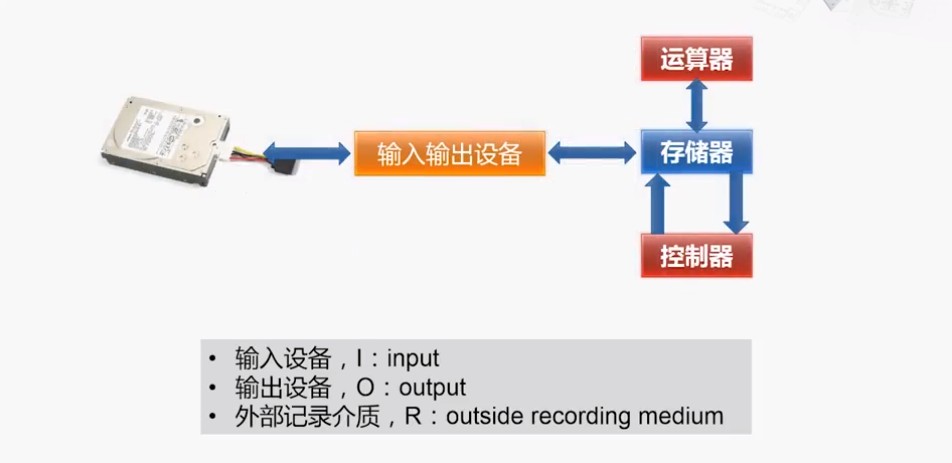 运算器
输入输出设备
存储器
控制器
• 输入设备，I：input
• 输出设备，O：output
• 外部记录介质，R：outside recording medium